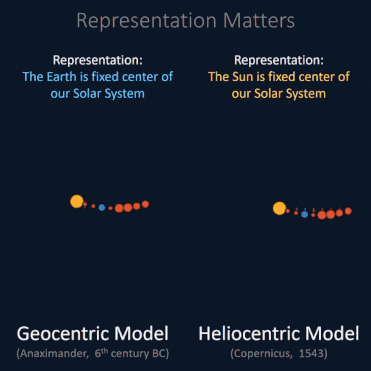 Representation Matters
Representation:
The Earth is fixed center of
our Solar System
Representation:
The Sun is fixed center of
our Solar System
Geocentric Model
(Anaximander, 6th century BC)
Heliocentric Model
(Copernicus, 1543)